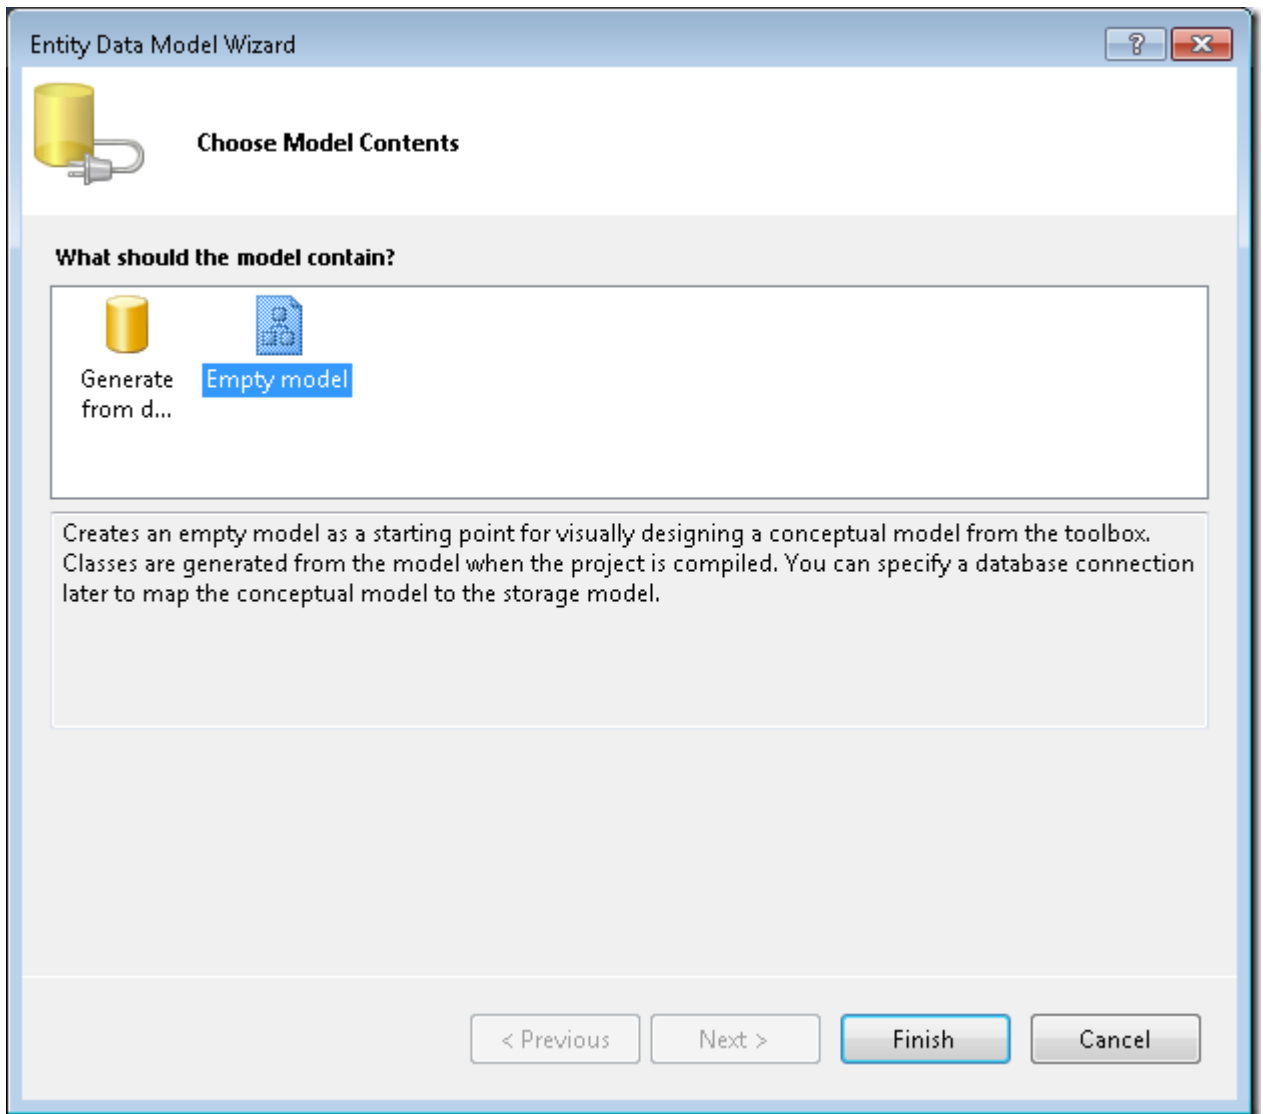 Entity Data Model Wizard
Choose Model Contents
What should the model contain?
Generate
from d...
Empty model
Creates an empty model as a starting point for visually designing a conceptual model from the toolbox.
Classes are generated from the model when the project is compiled. You can specify a database connection
later to map the conceptual model to the storage model.
< Previous
Next >
Finish
Cancel